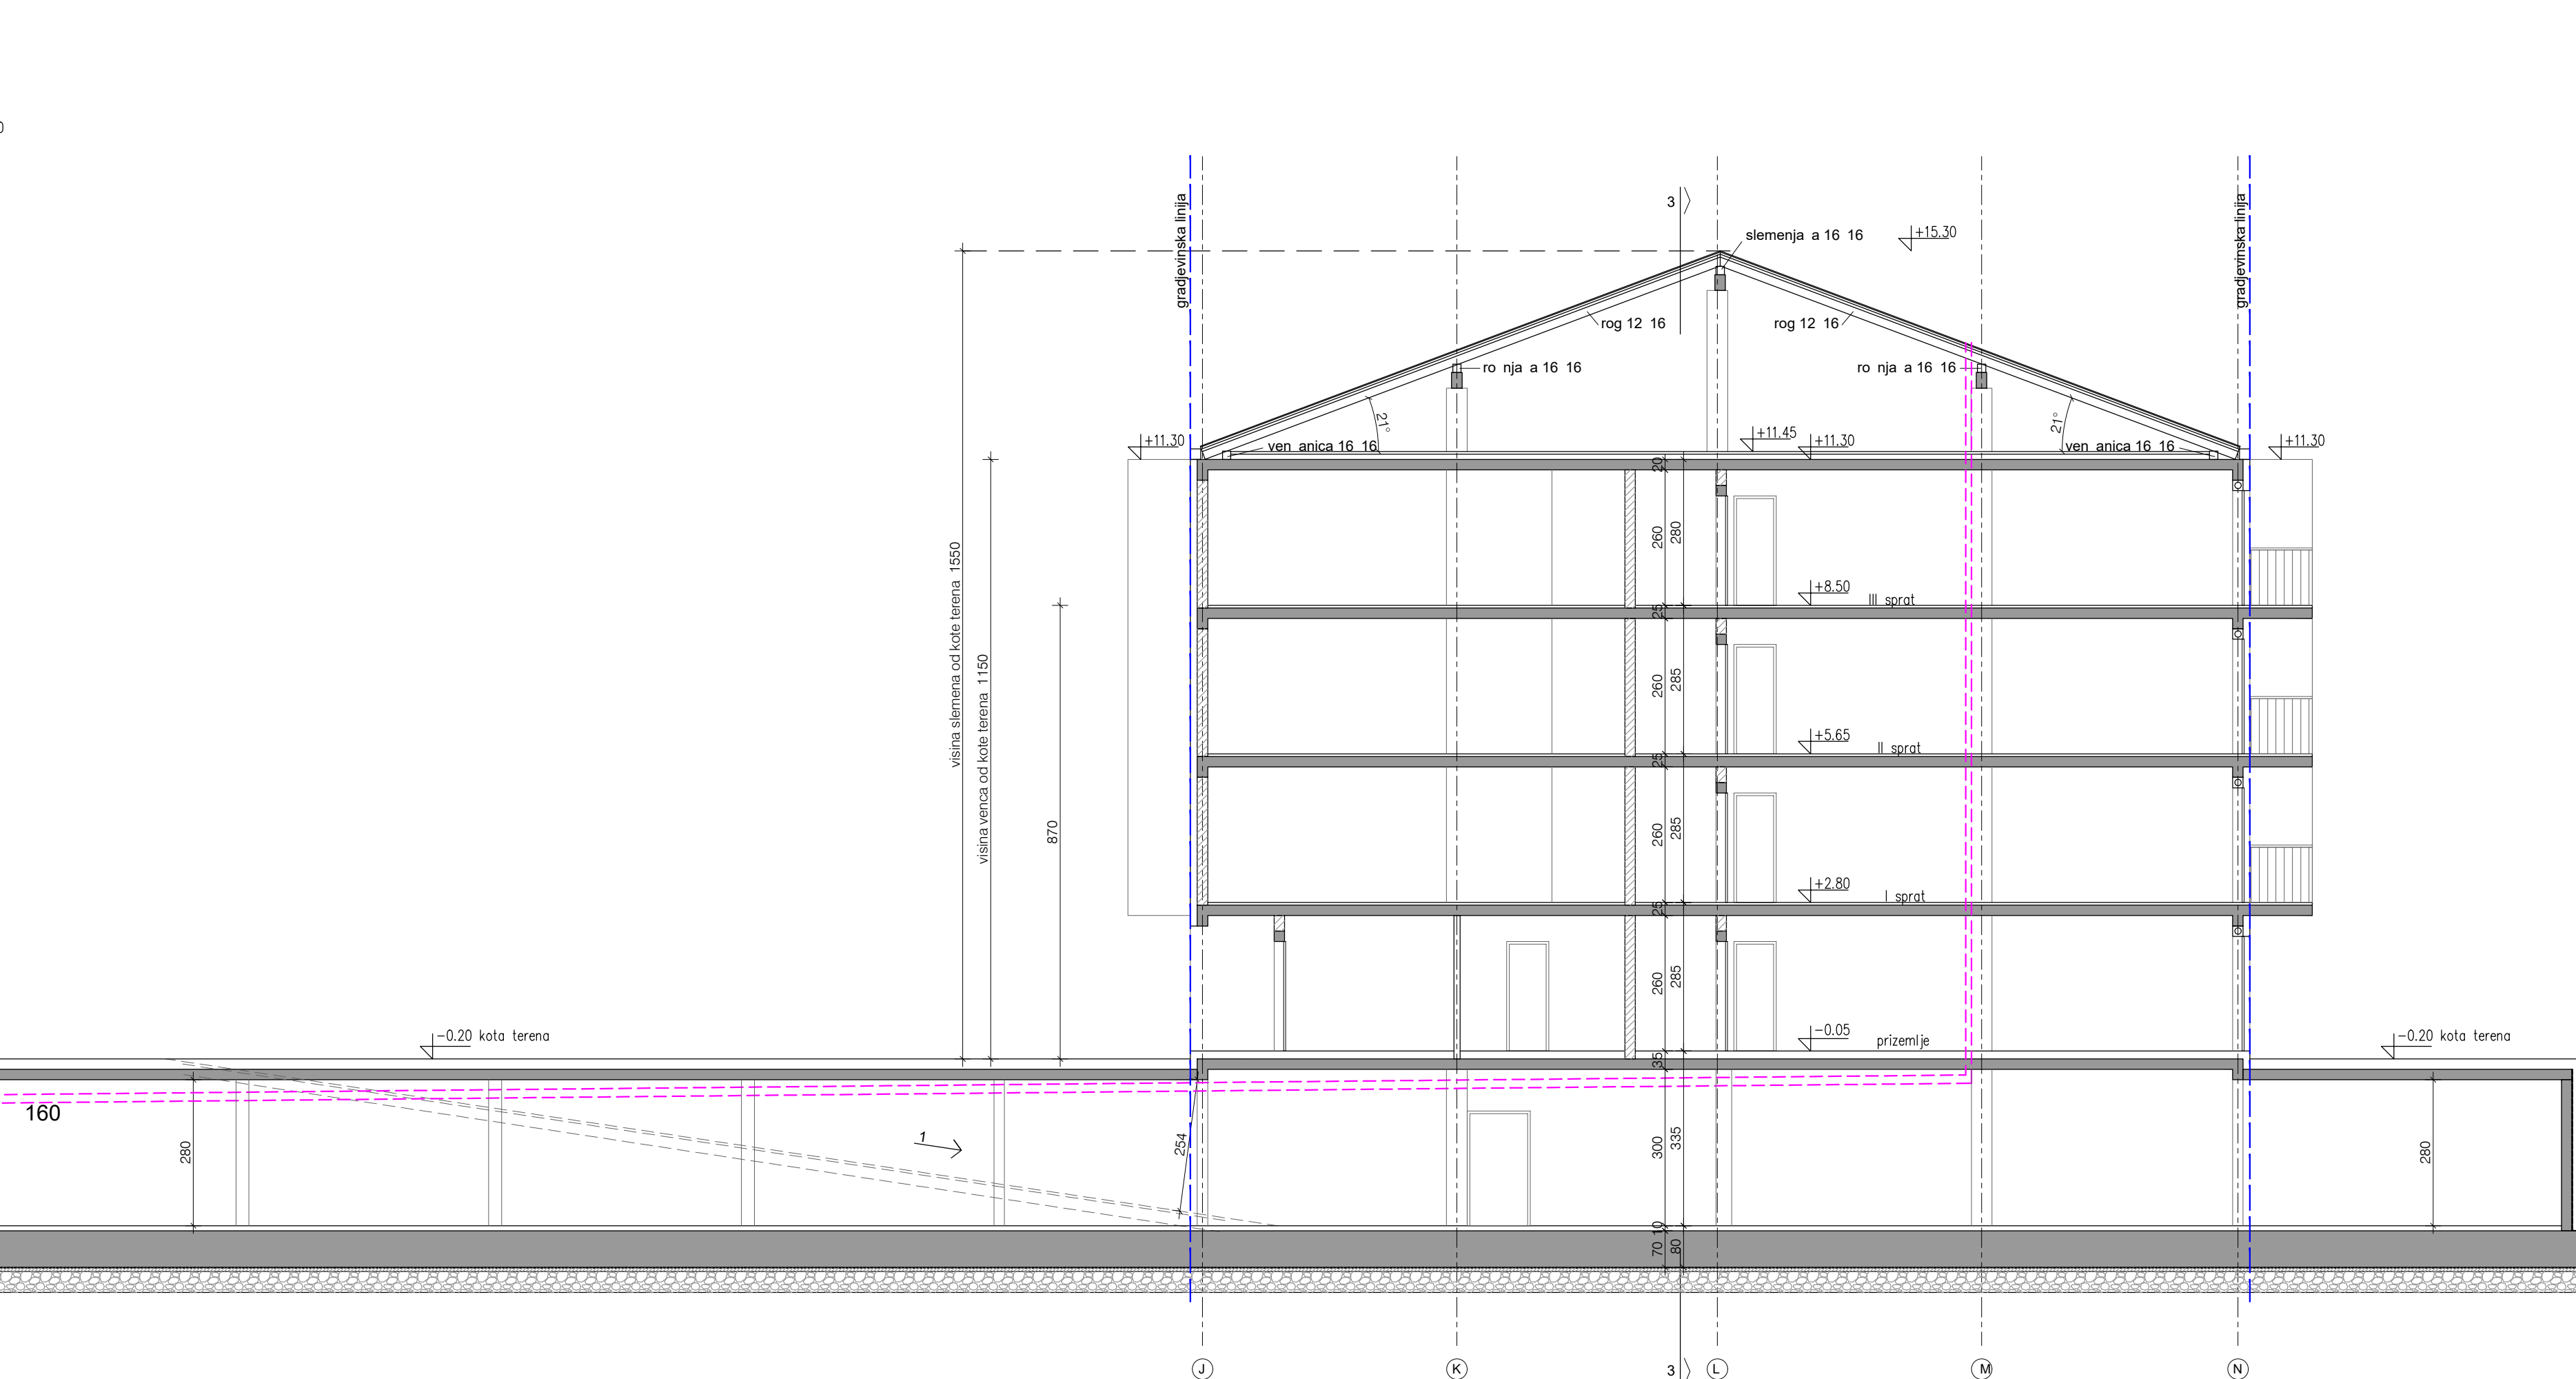 gradjevinska linija
gradjevinska linija
3
slemenja a 16 16
+15.30
rog 12 16
rog 12 16
ro nja a 16 16
ro nja a 16 16
21°
21°
+11.30
ven anica 16 16
+11.45
+11.30
ven anica 16 16
+11.30
20
260
280
visina slemena od kote terena 1550
visina venca od kote terena 1150
870
+8.50
III sprat
25
260
285
+5.65
II sprat
25
260
285
+2.80
I sprat
25
260
285
-0.20 kota terena
-0.05
prizemlje
-0.20 kota terena
35
160
280
1
254
300
335
280
10
70
80
3
J
K
L
M
N